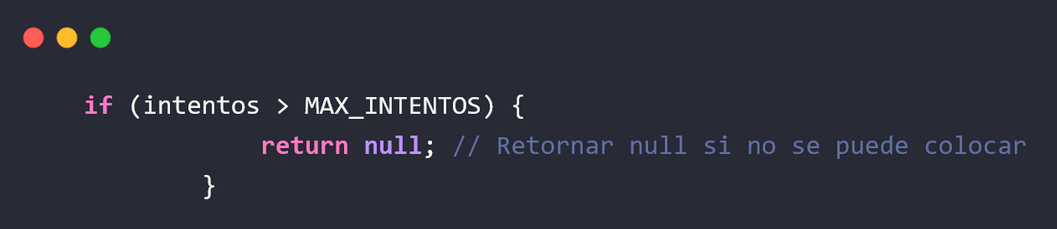 if (intentos > MAX_INTENTOS) {
return null; // Retornar null si no se puede colocar
}